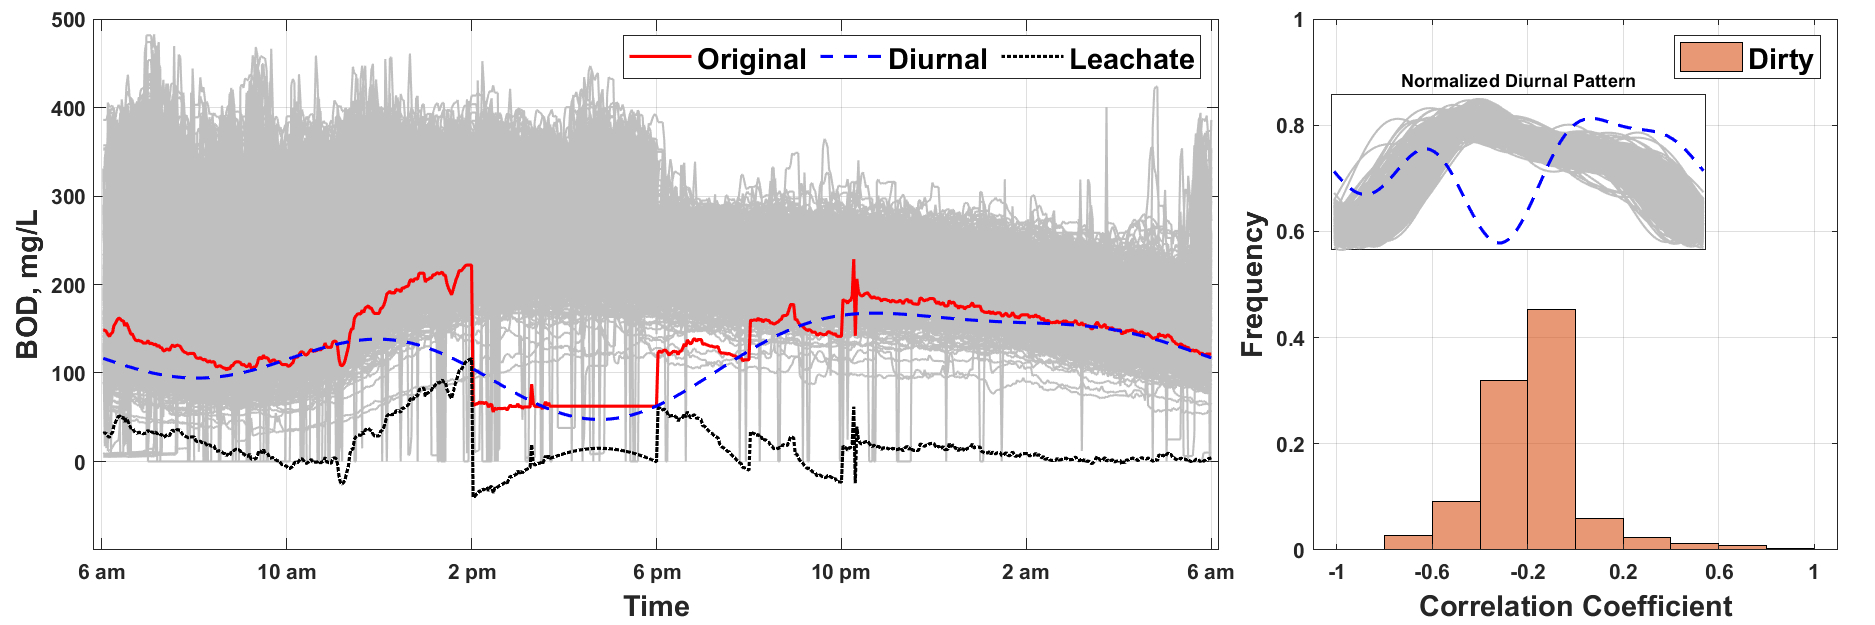 500
400
300
200
100
0
BOD, mg/L
Original Diurnal Leachate
6 am 10 am 2 pm 6 pm 10 pm 2 am 6 am
Time
1
0.8
0.6
0.4
0.2
0
Frequency
Dirty
Normalized Diurnal Pattern
-1 -0.6 -0.2 0.2 0.6 1
Correlation Coefficient